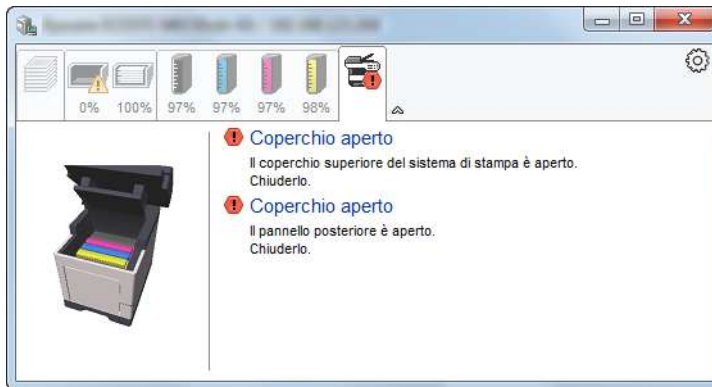 0% 100% 97% 97% 97% 98%
Coperchio aperto
Il coperchio superiore del sistema di stampa è aperto.
Chiuderlo.
Coperchio aperto
Il pannello posteriore è aperto.
Chiuderlo.